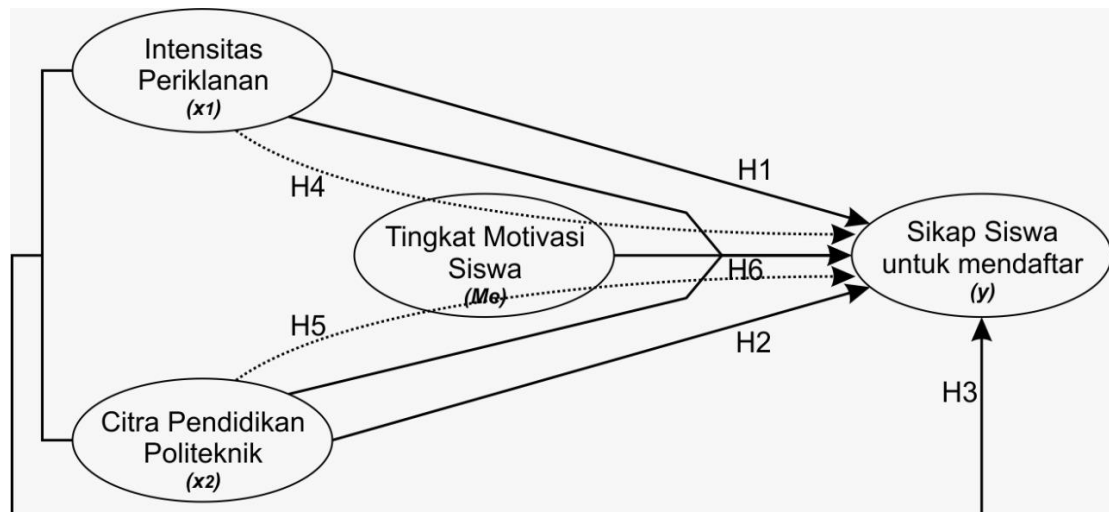 Intensitas
Periklanan
(x1)
H1
H4
Tingkat Motivasi
Siswa
(Me)
H6
Sikap Siswa
untuk mendaftar
(y)
H5
H2
H3
Citra Pendidikan
Politeknik
(x2)